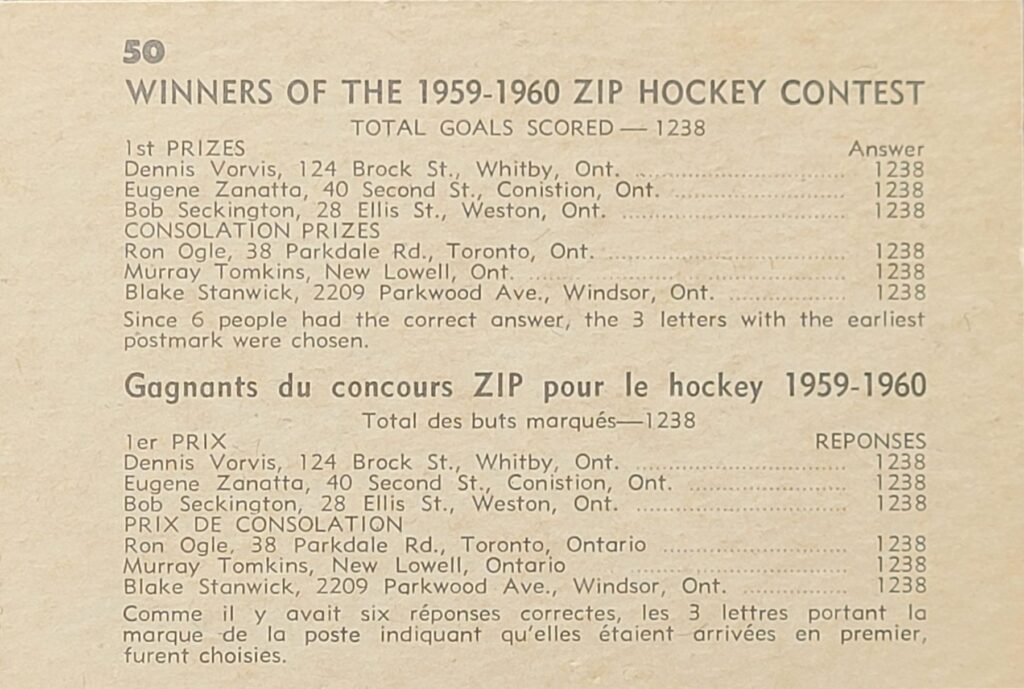 50
WINNERS OF THE 1959-1960 ZIP HOCKEY CONTEST
TOTAL GOALS SCORED — 1238
1st PRIZES Answer
Dennis Vorvis, 124 Brock St., Whitby, Ont. .............................. 1238
Eugene Zanatta, 40 Second St., Conistion, Ont. .......................... 1238
Bob Seckington, 28 Ellis St., Weston, Ont. .............................. 1238
CONSOLATION PRIZES
Ron Ogle, 38 Parkdale Rd., Toronto, Ont. .............................. 1238
Murray Tomkins, New Lowell, Ont. .............................. 1238
Blake Stanwick, 2209 Parkwood Ave., Windsor, Ont. ................. 1238
Since 6 people had the correct answer, the 3 letters with the earliest
postmark were chosen.
Gagnants du concours ZIP pour le hockey 1959-1960
Total des buts marqués—1238
1er PRIX REPONSES
Dennis Vorvis, 124 Brock St., Whitby, Ont. .............................. 1238
Eugene Zanatta, 40 Second St., Conistion, Ont. ...................... 1238
Bob Seckington, 28 Ellis St., Weston, Ont. .............................. 1238
PRIX DE CONSOLATION
Ron Ogle, 38 Parkdale Rd., Toronto, Ontario .......................... 1238
Murray Tomkins, New Lowell, Ontario .............................. 1238
Blake Stanwick, 2209 Parkwood Ave., Windsor, Ont. ................. 1238
Comme il y avait six réponses correctes, les 3 lettres portant la
marque de la poste indiquant qu'elles étaient arrivées en premier,
furent choisies.